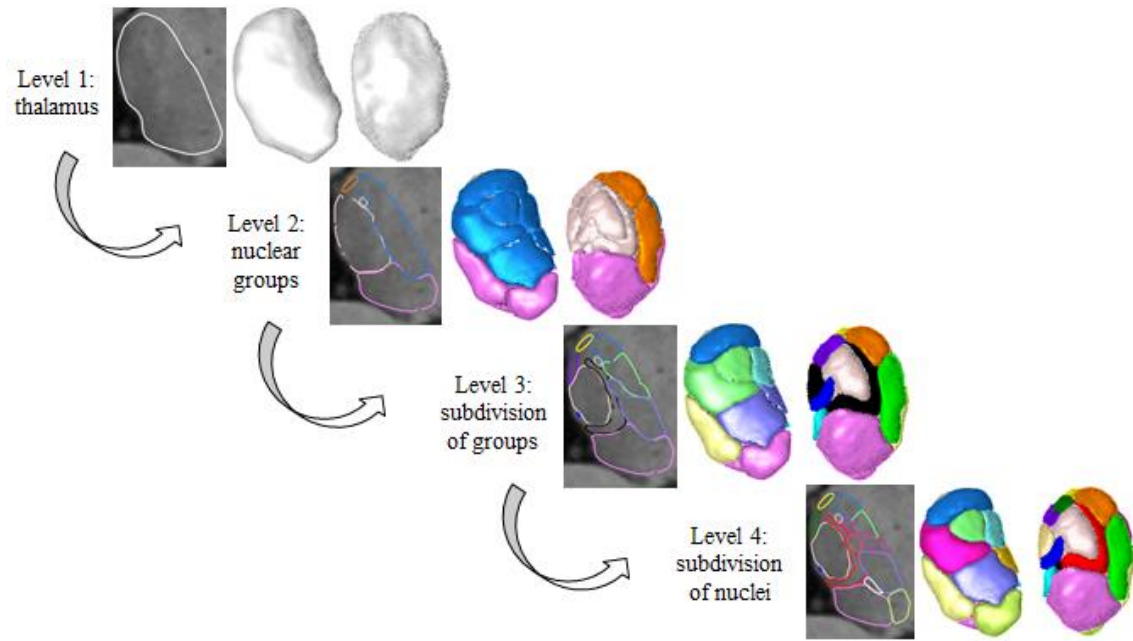 Level 1:
thalamus
Level 2:
nuclear
groups
Level 3:
subdivision
of groups
Level 4:
subdivision
of nuclei